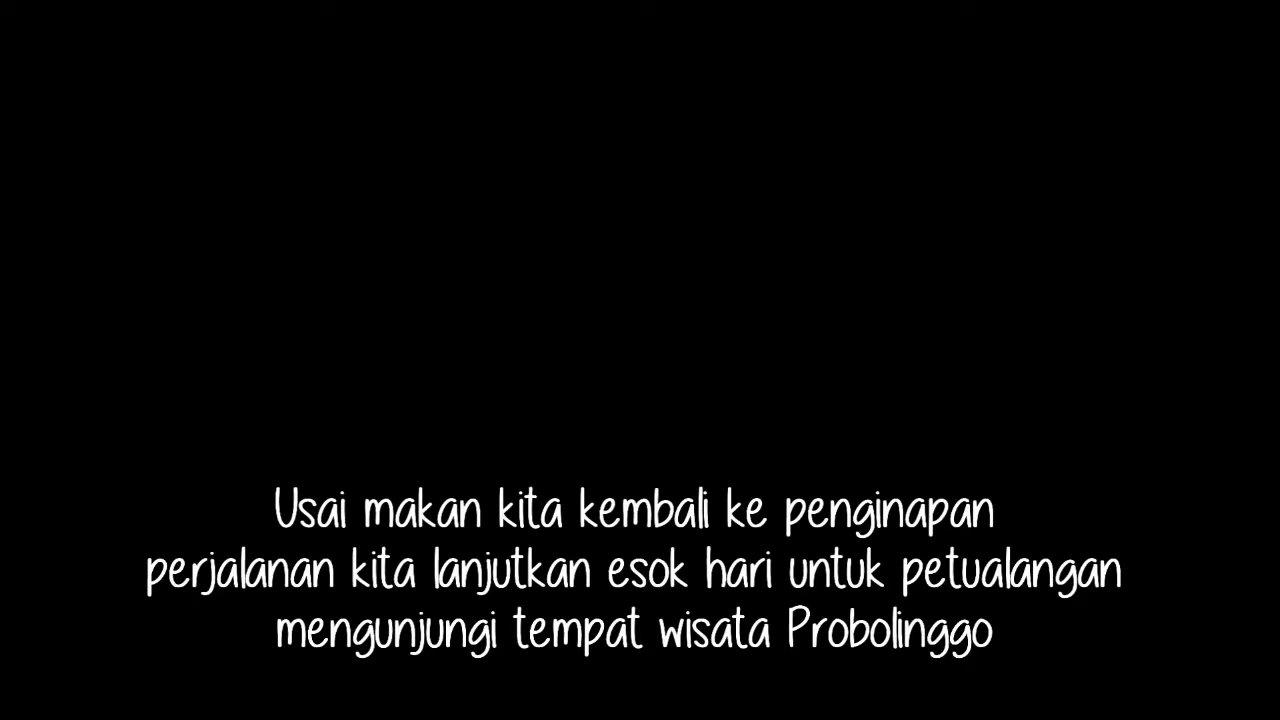 Usai makan kita kembali ke penginapan
perjalanan kita lanjutkan esok hari untuk petualangan
mengunjungi tempat wisata Probolinggo